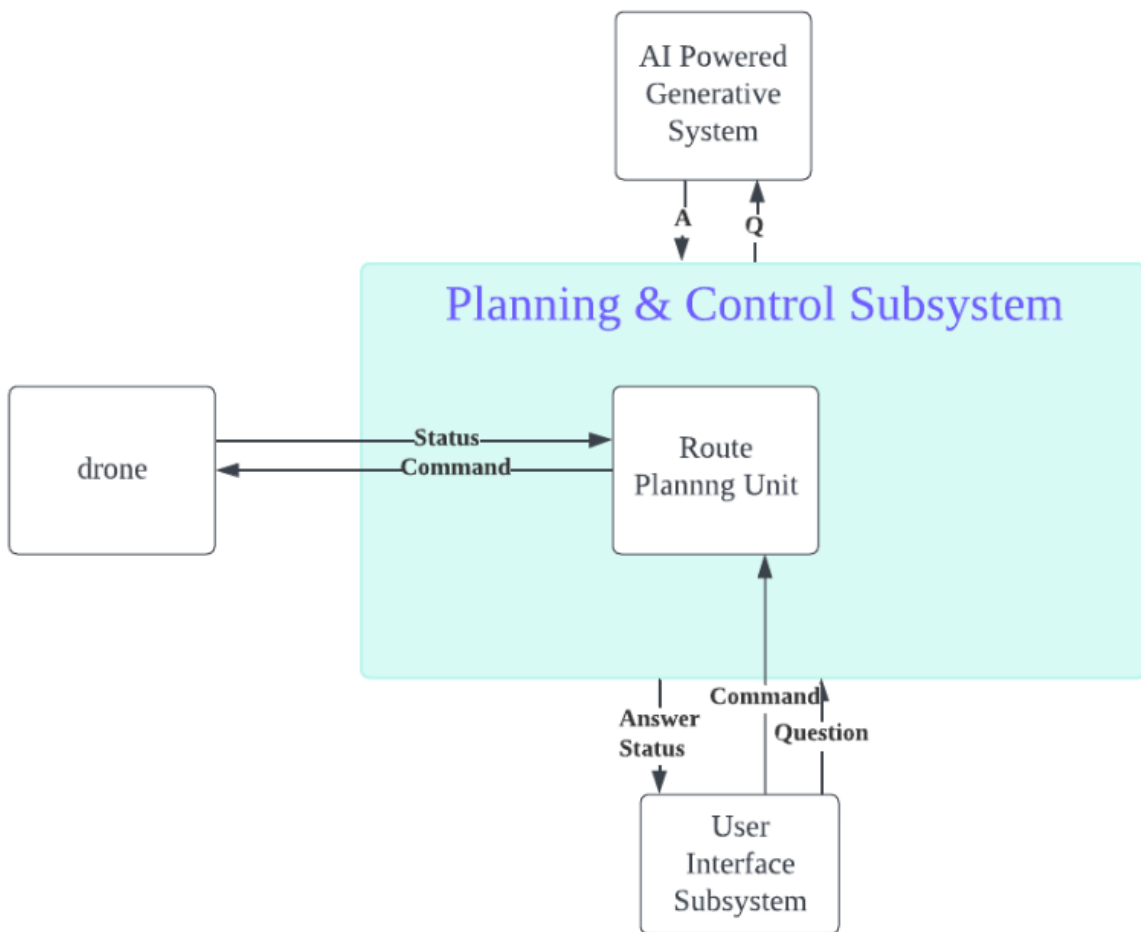 AI Powered
Generative
System
A
Q
Planning & Control Subsystem
drone
Status
Command
Route
Plannng Unit
Command
Answer
Status
Question
User
Interface
Subsystem